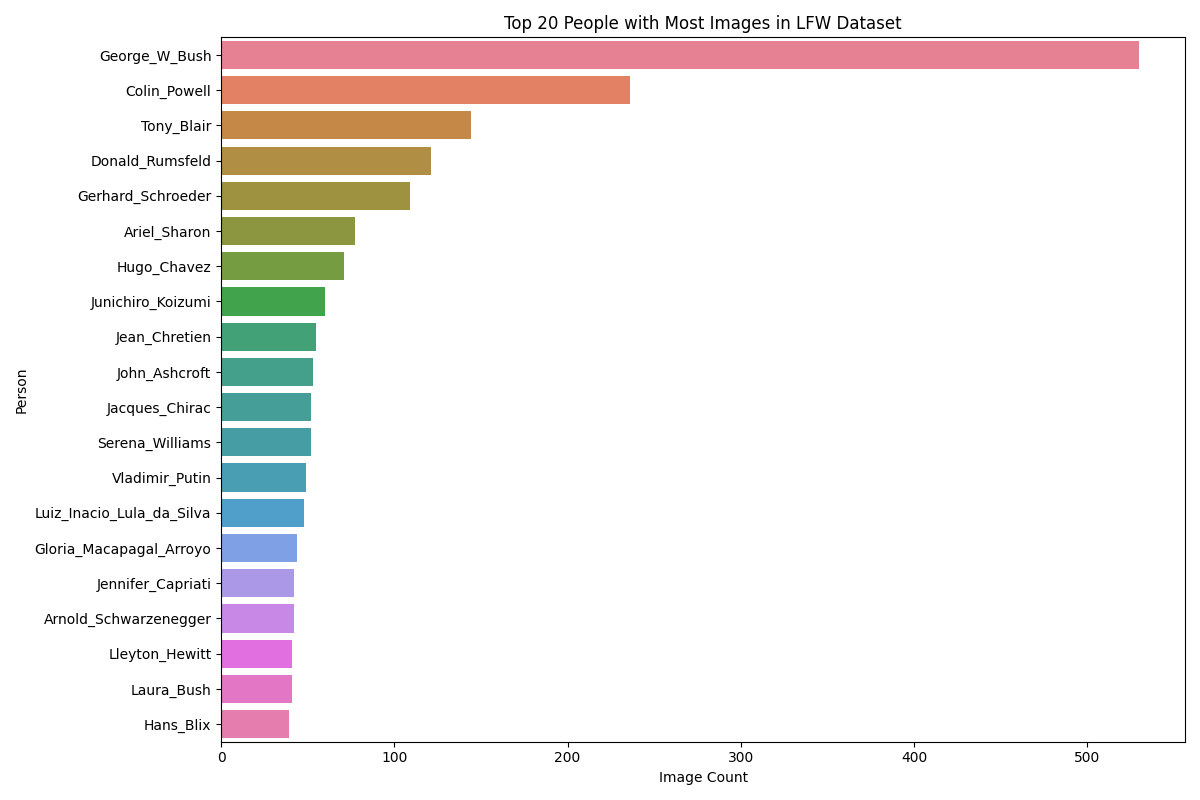 Top 20 People with Most Images in LFW Dataset
George_W_Bush
Colin_Powell
Tony_Blair
Donald_Rumsfeld
Gerhard_Schroeder
Ariel_Sharon
Hugo_Chavez
Junichiro_Koizumi
Jean_Chretien
John_Ashcroft
Jacques_Chirac
Serena_Williams
Vladimir_Putin
Luiz_Inacio_Lula_da_Silva
Gloria_Macapagal_Arroyo
Jennifer_Capriati
Arnold_Schwarzenegger
Lleyton_Hewitt
Laura_Bush
Hans_Blix
Person
0 100 200 300 400 500
Image Count